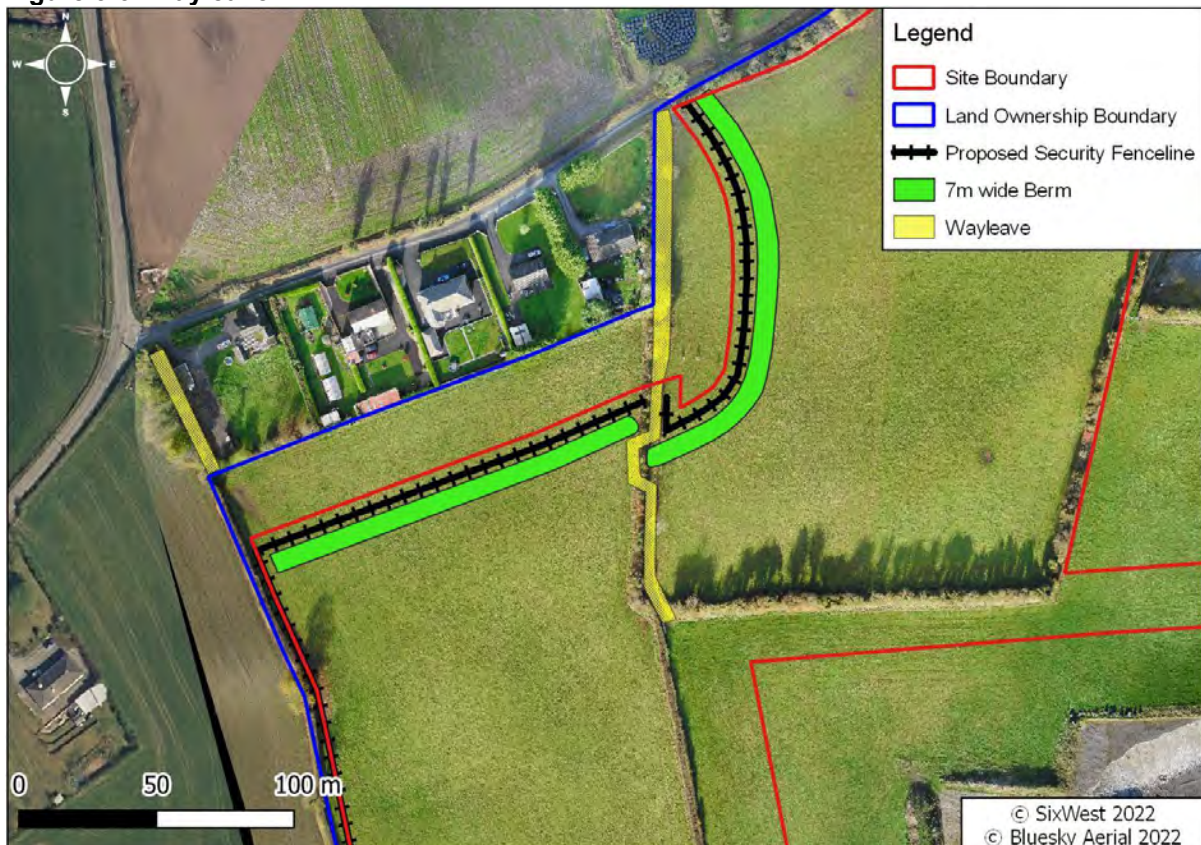 N
W E
S
Legend
Site Boundary
Land Ownership Boundary
Proposed Security Fenceline
7m wide Berm
Wayleave
0 50 100 m
© SixWest 2022
© Bluesky Aerial 2022